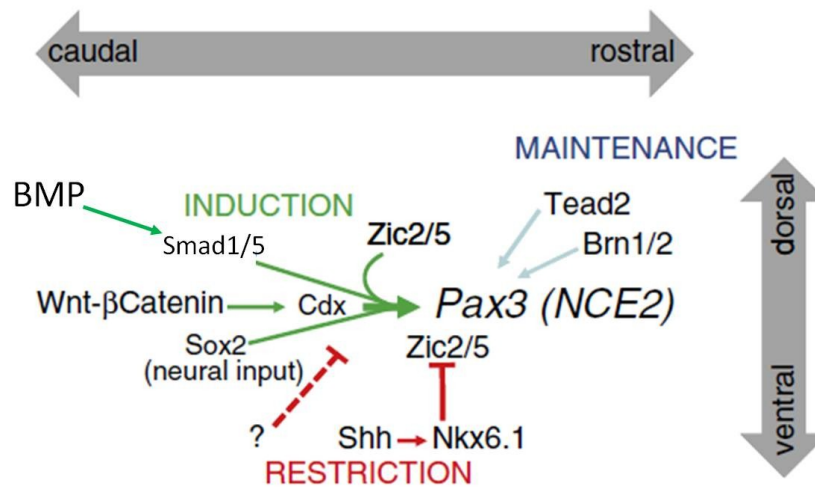 caudal rostral
MAINTENANCE
BMP
INDUCTION
Tead2
Smad1/5
Zic2/5
Brn1/2
dorsal
Wnt-βCatenin
Cdx
Pax3 (NCE2)
Sox2
(neural input)
Zic2/5
?
Shh
Nkx6.1
RESTRICTION
ventral